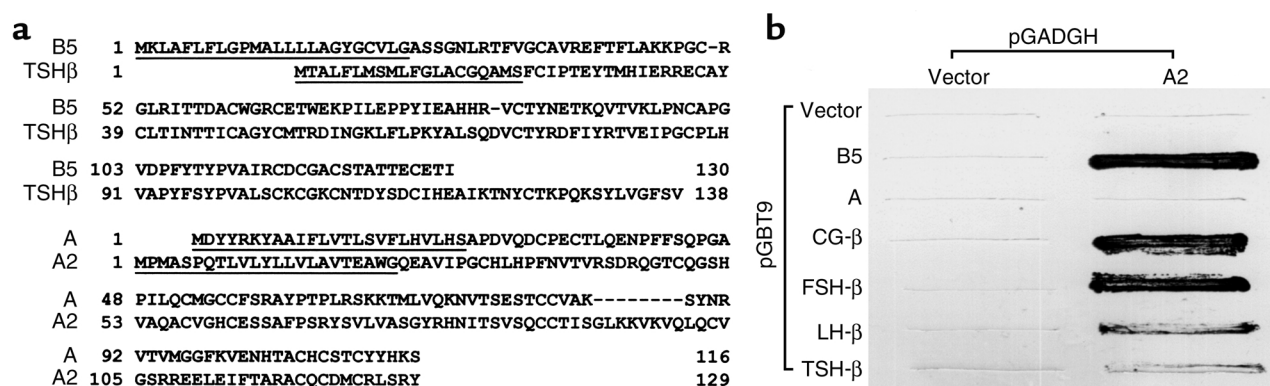 a
B5 1 MKLAFLFLGPMALLLLAGYGCVLGASSGNLRTFVGCAVREFTFLAKKPGC-R
TSHβ 1 MTALFLMSMLFGLACGQAMSFCIPTEYTMHIERRECAY
B5 52 GLRITTDACWGRCETWEKPILEPPYIEAHHR-VCTYNETKQVTVKLPNCAPG
TSHβ 39 CLTINTTICAGYCMTRDINGKLFLPKYALSQDVCTYRDFIYRTVEIPGCPLH
B5 103 VDPFYTYPVAIRCDCGACSTATTECETI 130
TSHβ 91 VAPYFSYPVALSCKCGKCNTDYSDCIHEAIKTNYCTKPQKSYLVGFSV 138
A 1 MDYYRKYAAIFLVTLSVFLHVLHSAPDVQDCPECTLQENPFFSQPGA
A2 1 MPMASPQTLVLYLLVLAVTEAWGQEAVIPGCHLHPFNVTVRSDRQGTCQGSH
A 48 PILQCMGCCFSRAYPTPLRSKKTMLVQKNVTSESTCCVAK--------SYNR
A2 53 VAQACVGHCESSAFPSRYSVLVASGYRHNITSVSQCCTISGLKKVKVQLQCV
A 92 VTVMGGFKVENHTACHCSTCYYHKS 116
A2 105 GSRREELEIFTARACQCDMCRLSRY 129
b
pGADGH
Vector A2
pGBT9
Vector
B5
A
CG-β
FSH-β
LH-β
TSH-β